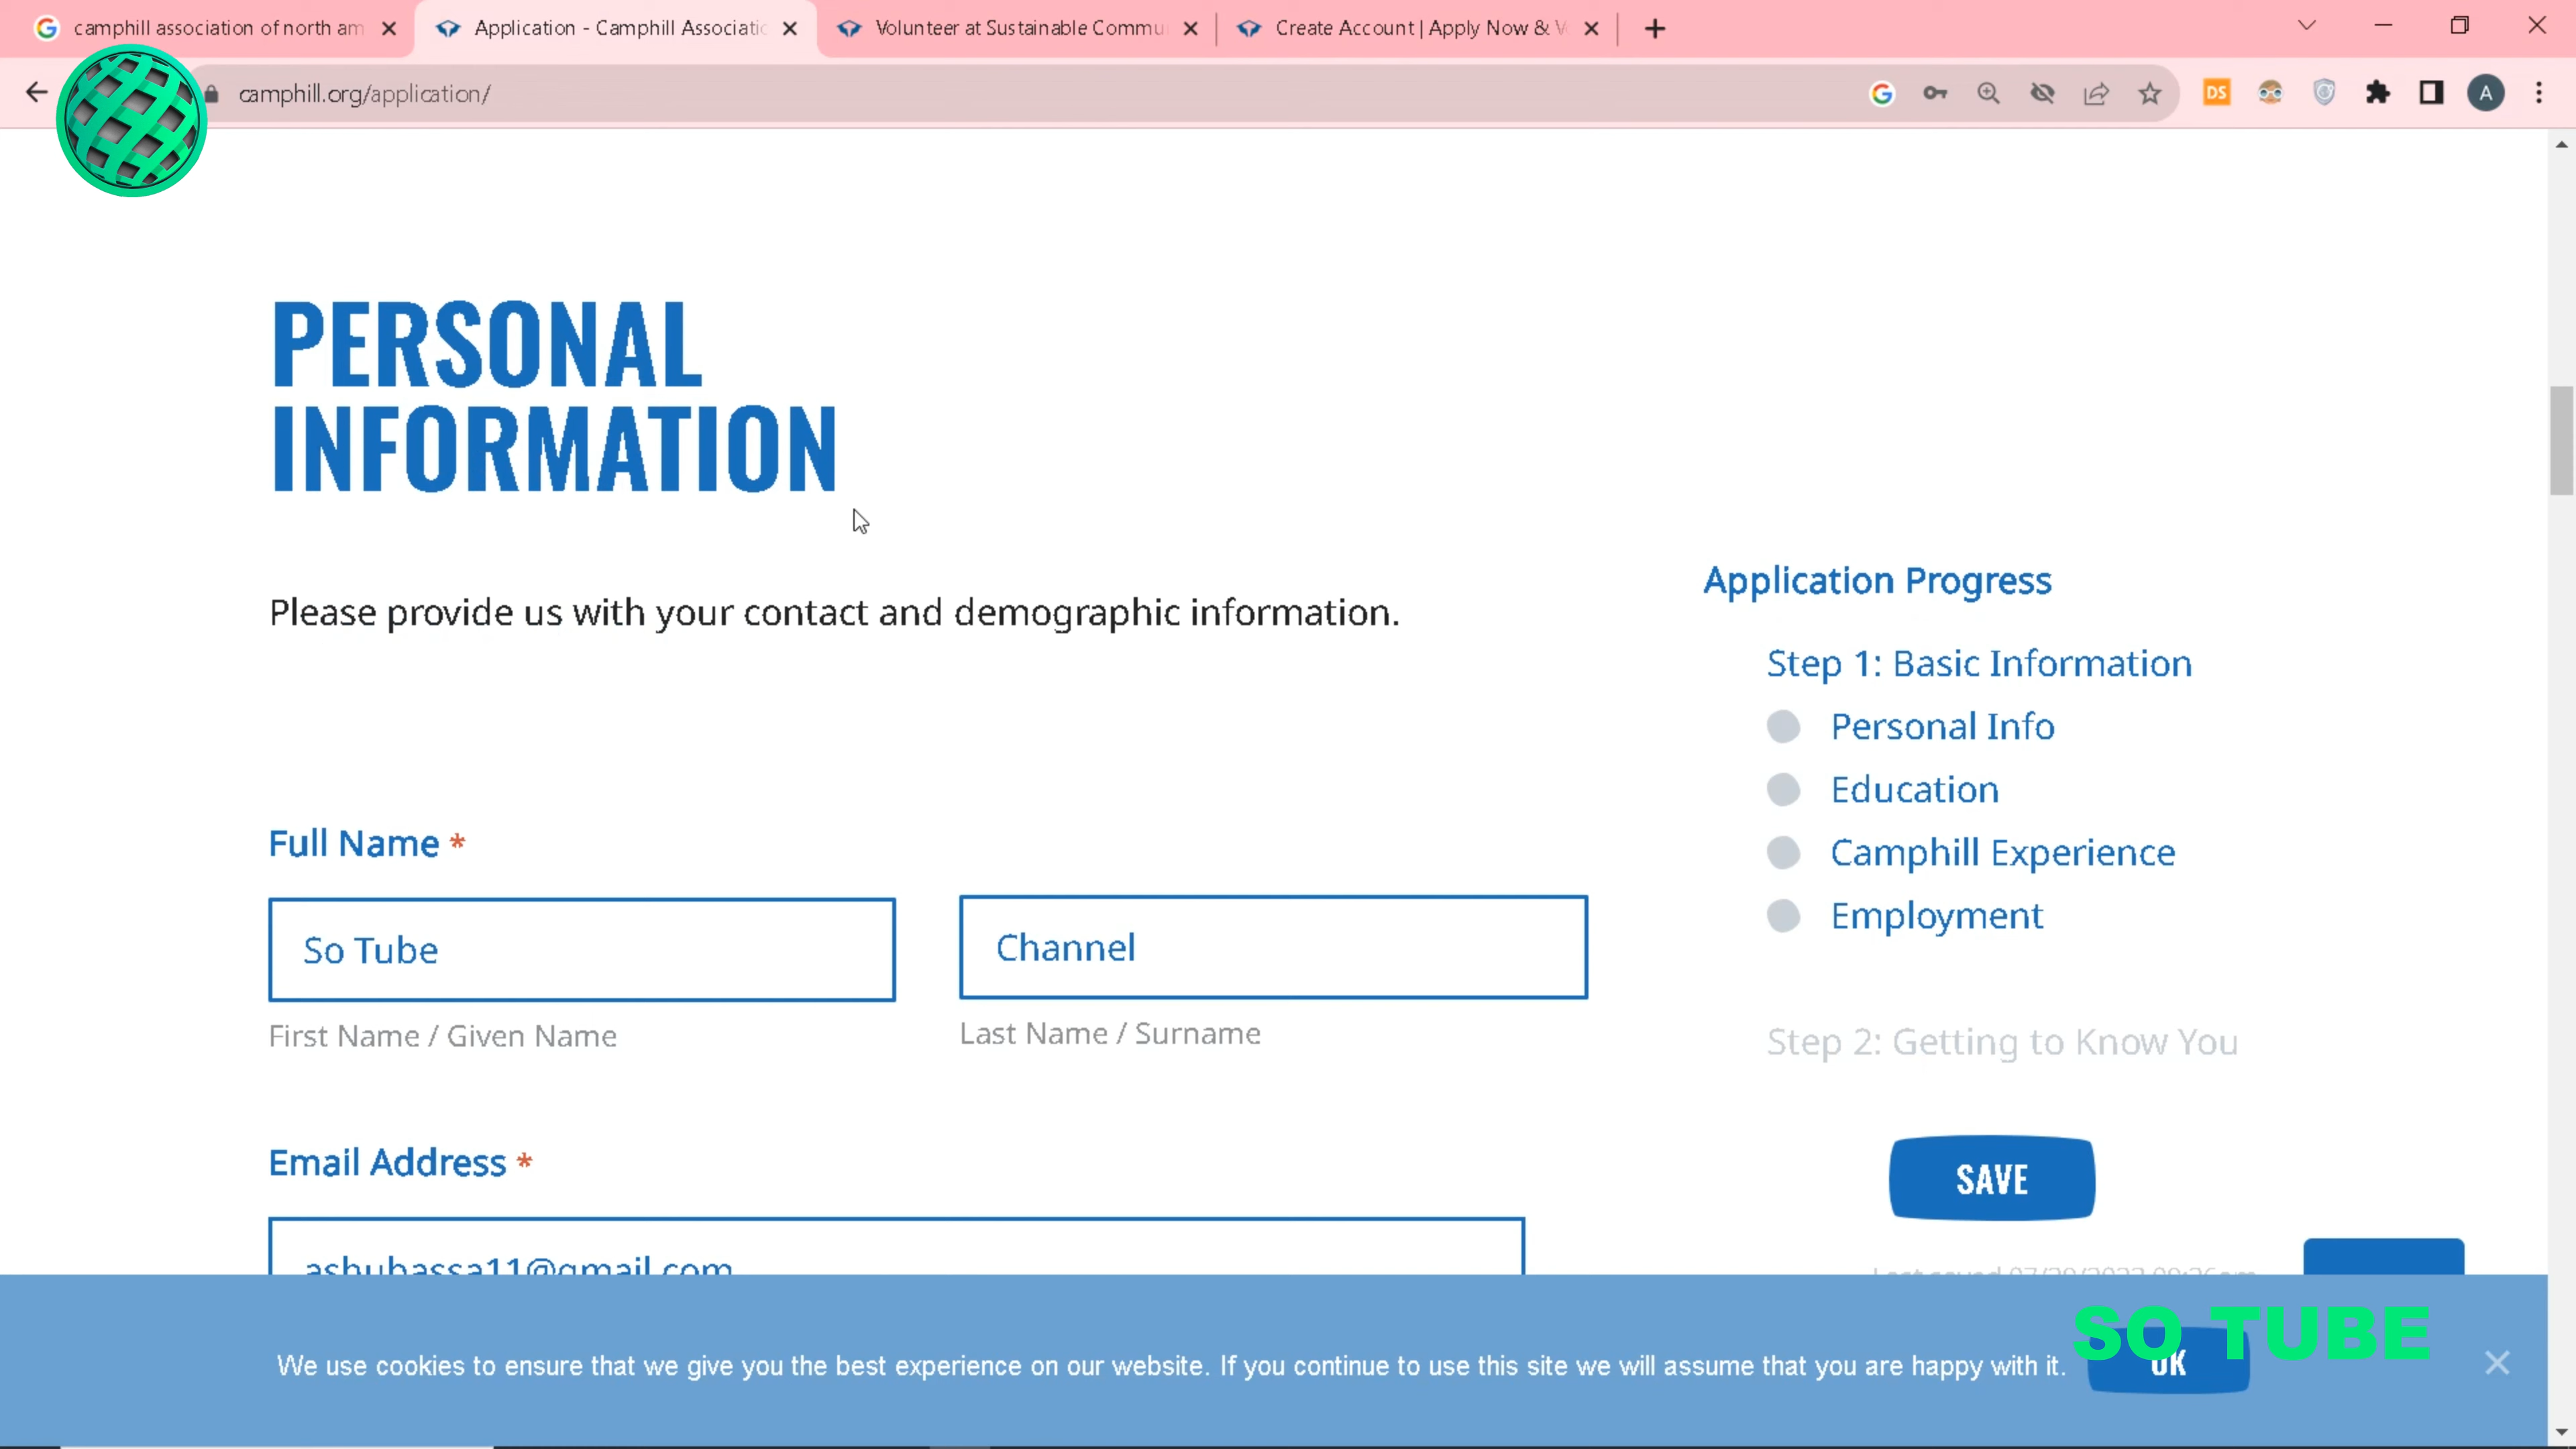 camphill association of north am
Application - Camphill Associatic
Volunteer at Sustainable Commu
Create Account | Apply Now & V
camphill.org/application/
DS
A
PERSONAL
INFORMATION
Please provide us with your contact and demographic information.
Application Progress
Step 1: Basic Information
Personal Info
Education
Camphill Experience
Employment
Step 2: Getting to Know You
SAVE
Full Name *
So Tube
Channel
First Name / Given Name
Last Name / Surname
Email Address *
ashubassa11@gmail.com
Last saved
We use cookies to ensure that we give you the best experience on our website. If you continue to use this site we will assume that you are happy with it.
OK
SO TUBE